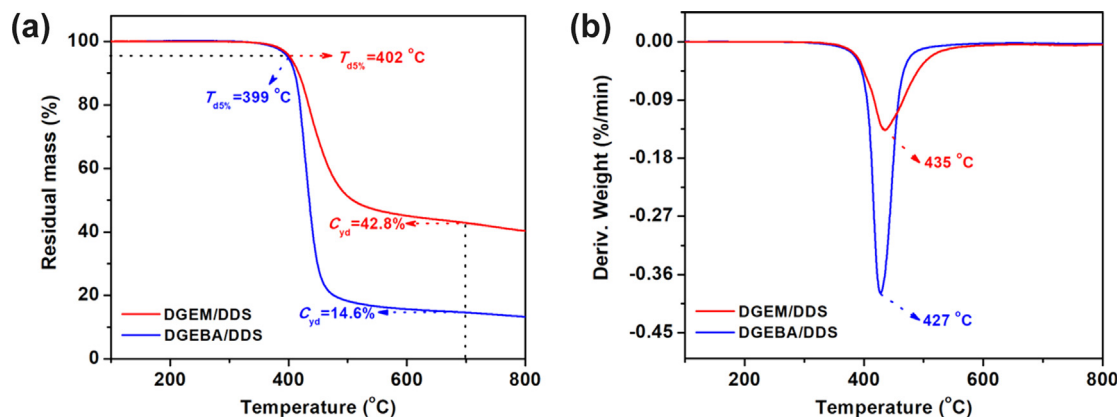 (a)
100
80
60
40
20
0
200
400
600
800
Residual mass (%)
Temperature (°C)
Td5%=402 °C
Td5%=399 °C
Cyd=42.8%
Cyd=14.6%
DGEM/DDS
DGEBA/DDS
(b)
0.00
-0.09
-0.18
-0.27
-0.36
-0.45
200
400
600
800
Deriv. Weight (%/min)
Temperature (°C)
435 °C
427 °C
DGEM/DDS
DGEBA/DDS